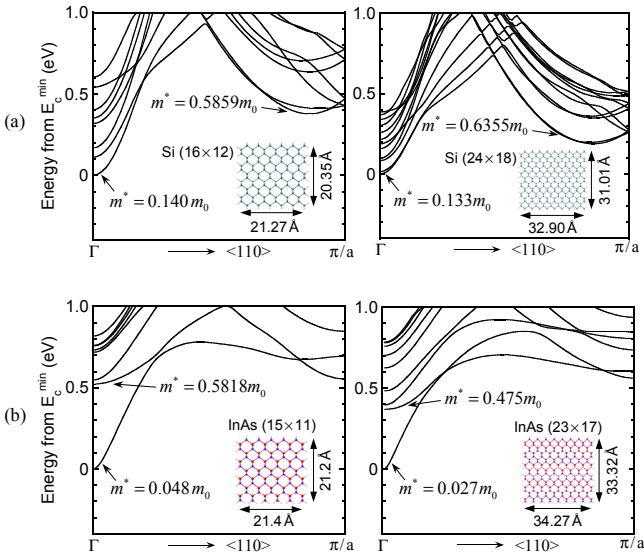 (a)
Energy from E_c^min (eV)
1.0
0.5
0
m* = 0.5859m₀
Si (16×12)
20.35 Å
21.27 Å
m* = 0.140 m₀
Γ
<110>
π/a
1.0
0.5
0
m* = 0.6355m₀
Si (24×18)
31.01 Å
32.90 Å
m* = 0.133m₀
Γ
<110>
π/a
(b)
Energy from E_c^min (eV)
1.0
0.5
0
m* = 0.5818m₀
InAs (15×11)
21.2 Å
21.4 Å
m* = 0.048 m₀
Γ
<110>
π/a
1.0
0.5
0
m* = 0.475m₀
InAs (23×17)
33.32 Å
34.27 Å
m* = 0.027m₀
Γ
<110>
π/a